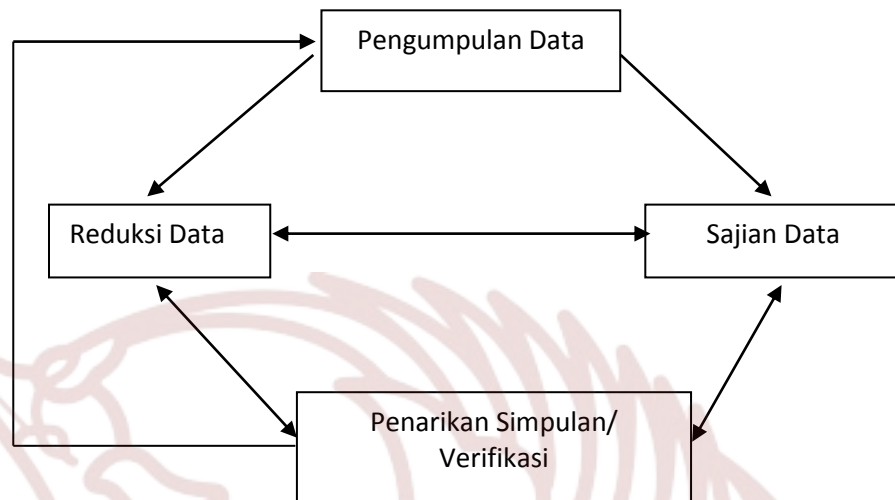 Pengumpulan Data
Reduksi Data
Sajian Data
Penarikan Simpulan/
Verifikasi